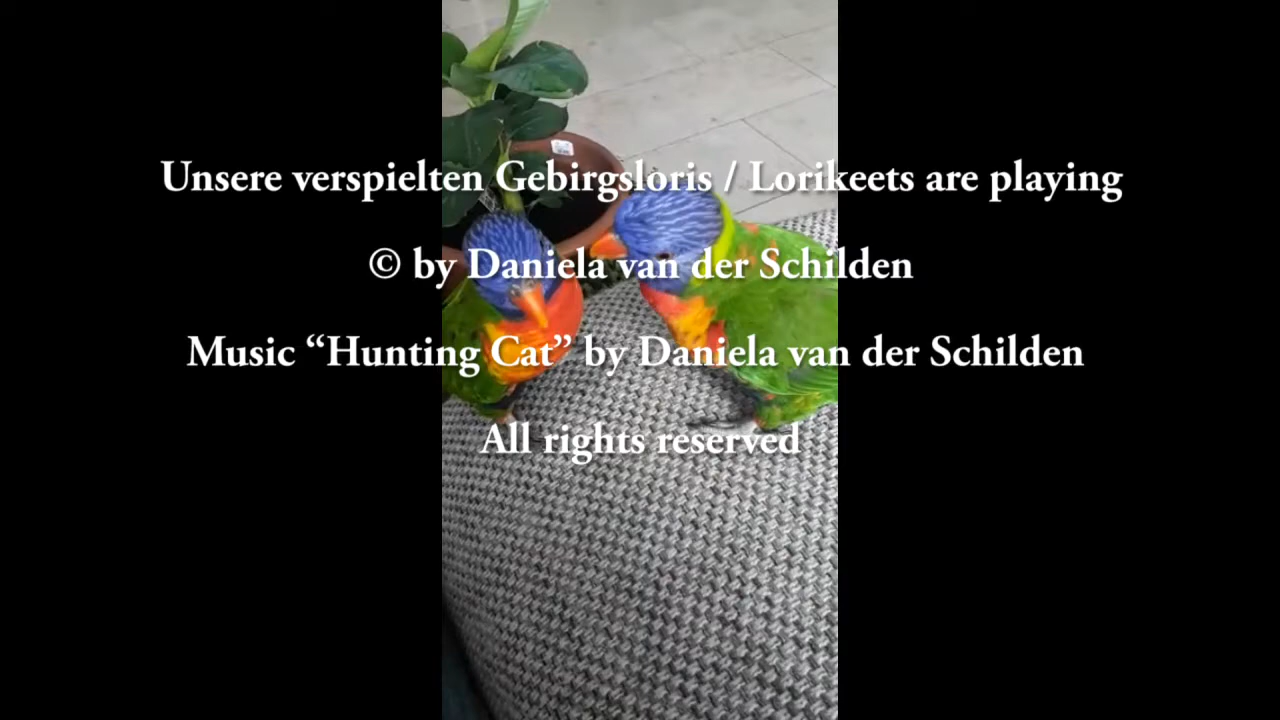 Unsere verspielten Gebirgsloris / Lorikeets are playing
© by Daniela van der Schilden
Music “Hunting Cat” by Daniela van der Schilden
All rights reserved